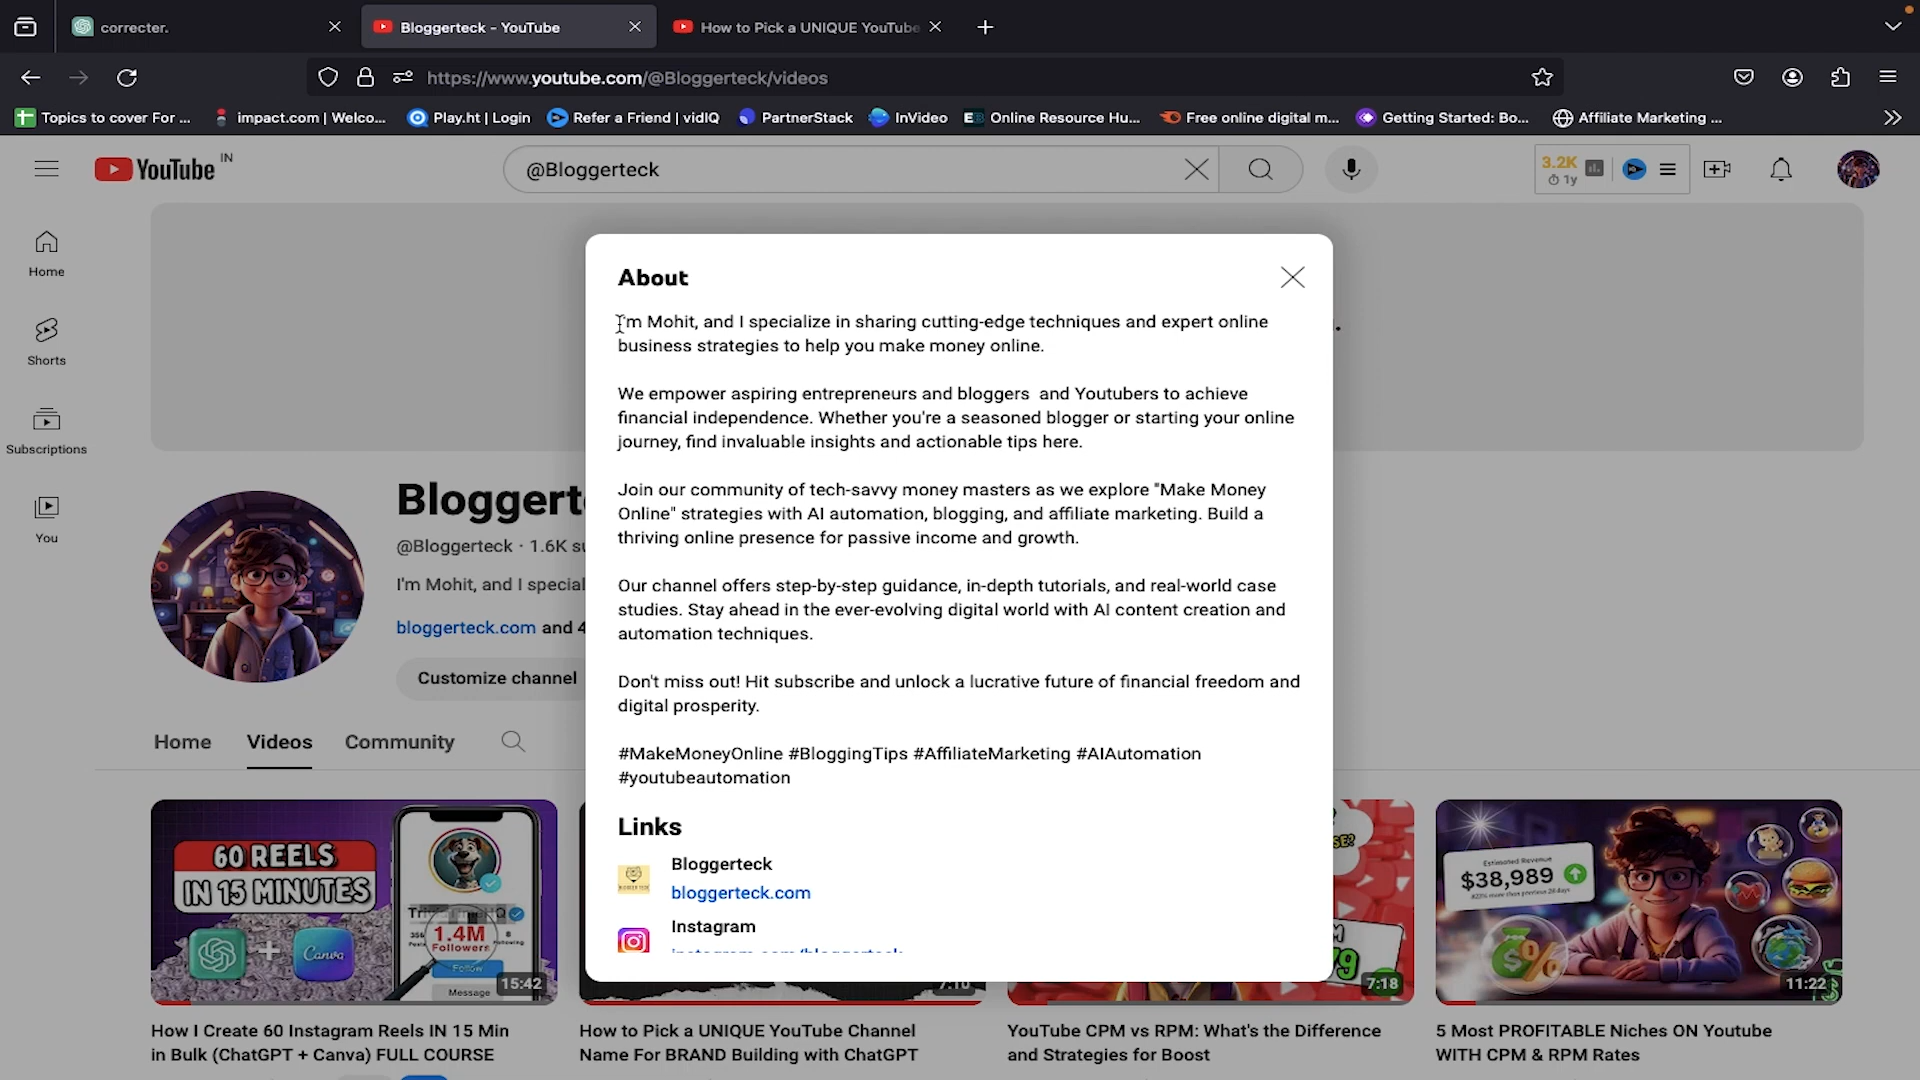 correcter.
Bloggerteck - YouTube
How to Pick a UNIQUE YouTube
https://www.youtube.com/@Bloggerteck/videos
Topics to cover For ...
impact.com | Welco...
Play.ht | Login
Refer a Friend | vidIQ
PartnerStack
InVideo
Online Resource Hu...
Free online digital m...
Getting Started: Bo...
Affiliate Marketing ...
YouTube IN
@Bloggerteck
3.2K
1y
Home
Shorts
Subscriptions
You
About
I'm Mohit, and I specialize in sharing cutting-edge techniques and expert online
business strategies to help you make money online.
We empower aspiring entrepreneurs and bloggers  and Youtubers to achieve
financial independence. Whether you're a seasoned blogger or starting your online
journey, find invaluable insights and actionable tips here.
Join our community of tech-savvy money masters as we explore "Make Money
Online" strategies with AI automation, blogging, and affiliate marketing. Build a
thriving online presence for passive income and growth.
Our channel offers step-by-step guidance, in-depth tutorials, and real-world case
studies. Stay ahead in the ever-evolving digital world with AI content creation and
automation techniques.
Don't miss out! Hit subscribe and unlock a lucrative future of financial freedom and
digital prosperity.
#MakeMoneyOnline #BloggingTips #AffiliateMarketing #AIAutomation
#youtubeautomation
Links
Bloggerteck
bloggerteck.com
Instagram
instagram.com/bloggerteck
Bloggert
@Bloggerteck · 1.6K su
I'm Mohit, and I special
bloggerteck.com and 4
Customize channel
Home
Videos
Community
60 REELS
IN 15 MINUTES
1.4M
Followers
Following
Follow
Message
Canva
15:42
7:10
7:18
Estimated Revenue
$38,989
11:22
How I Create 60 Instagram Reels IN 15 Min
in Bulk (ChatGPT + Canva) FULL COURSE
How to Pick a UNIQUE YouTube Channel
Name For BRAND Building with ChatGPT
YouTube CPM vs RPM: What's the Difference
and Strategies for Boost
5 Most PROFITABLE Niches ON Youtube
WITH CPM & RPM Rates